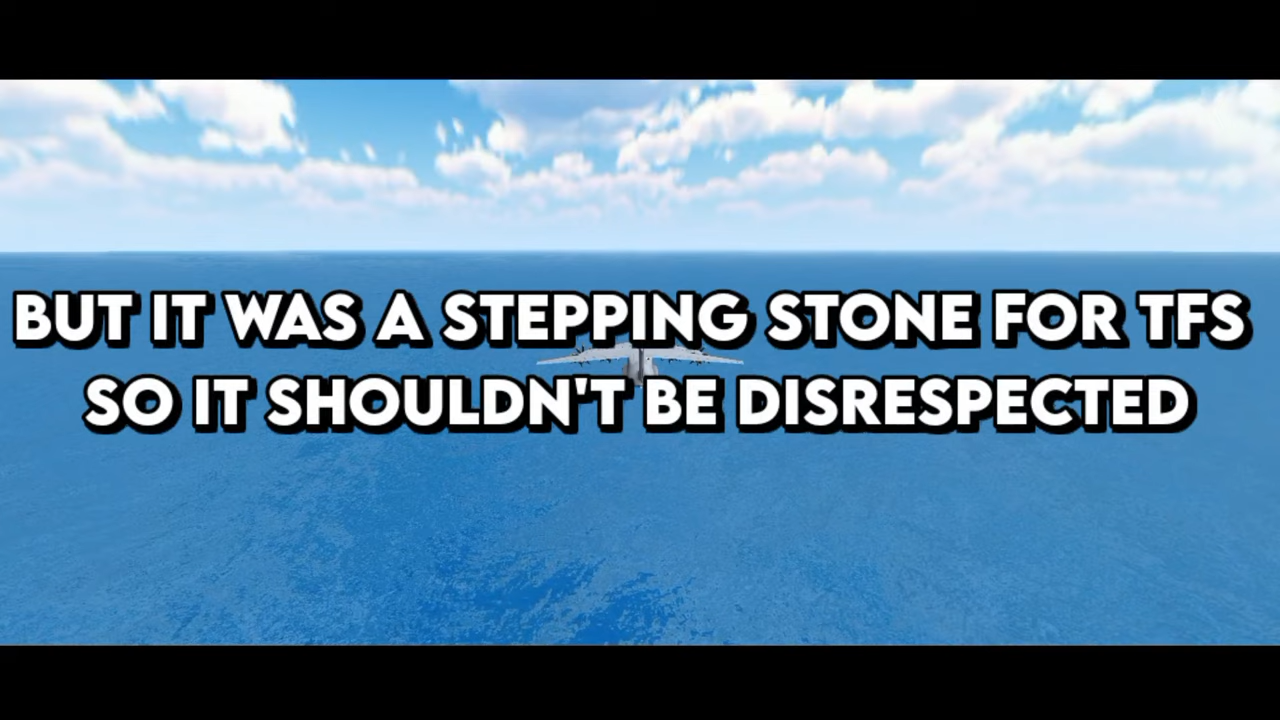 BUT IT WAS A STEPPING STONE FOR TFS
SO IT SHOULDN'T BE DISRESPECTED